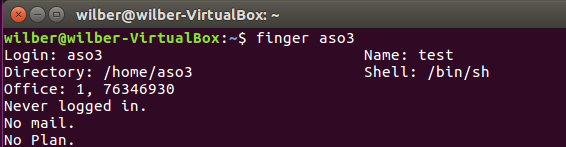 wilber@wilber-VirtualBox: ~
wilber@wilber-VirtualBox:~$ finger aso3
Login: aso3 Name: test
Directory: /home/aso3 Shell: /bin/sh
Office: 1, 76346930
Never logged in.
No mail.
No Plan.